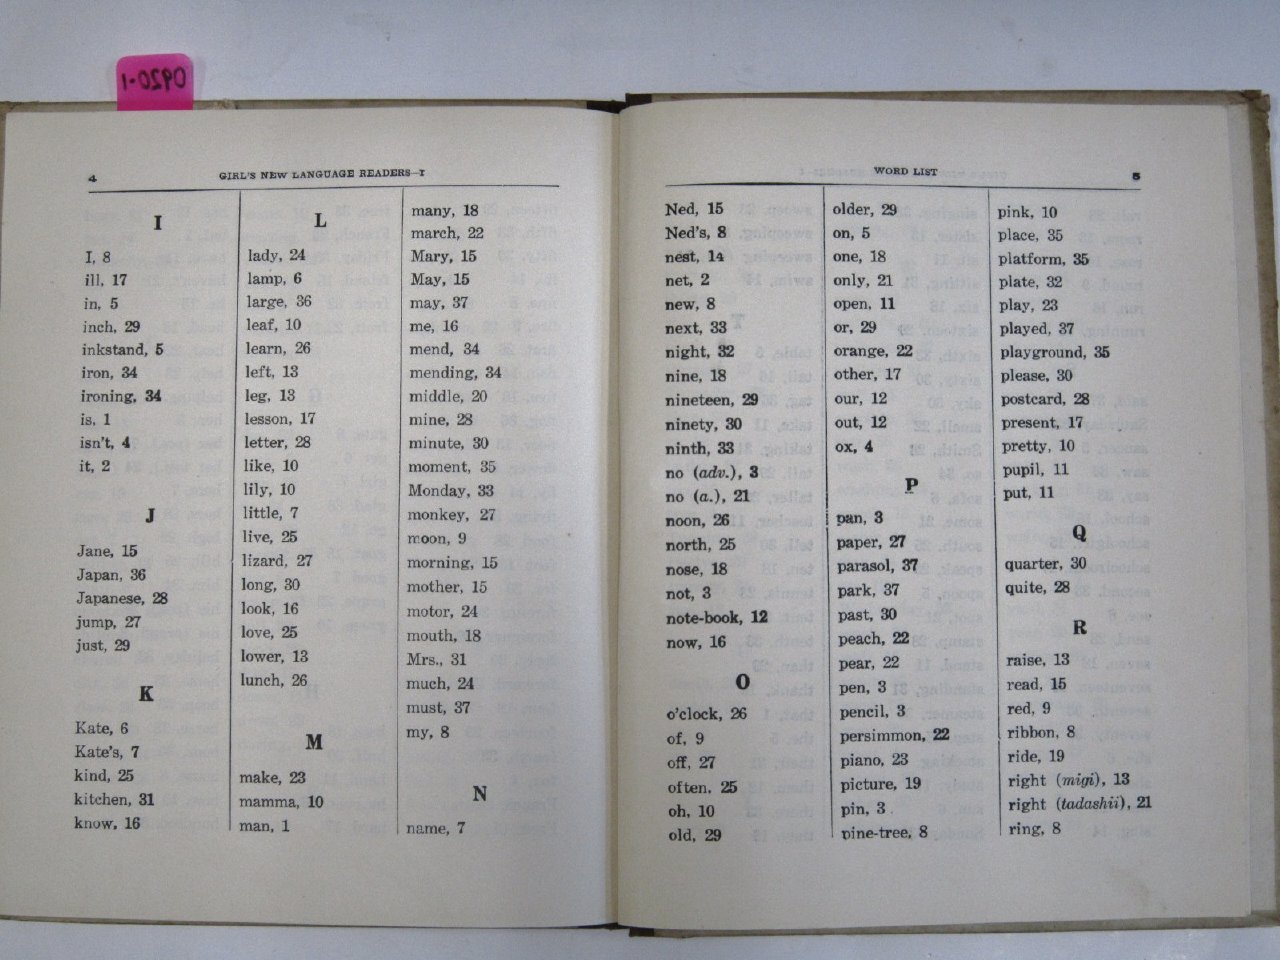 0920-1
4
GIRL'S NEW LANGUAGE READERS—I
I
I, 8
ill, 17
in, 5
inch, 29
inkstand, 5
iron, 34
ironing, 34
is, 1
isn't, 4
it, 2
J
Jane, 15
Japan, 36
Japanese, 28
jump, 27
just, 29
K
Kate, 6
Kate's, 7
kind, 25
kitchen, 31
know, 16
L
lady, 24
lamp, 6
large, 36
leaf, 10
learn, 26
left, 13
leg, 13
lesson, 17
letter, 28
like, 10
lily, 10
little, 7
live, 25
lizard, 27
long, 30
look, 16
love, 25
lower, 13
lunch, 26
M
make, 23
mamma, 10
man, 1
many, 18
march, 22
Mary, 15
May, 15
may, 37
me, 16
mend, 34
mending, 34
middle, 20
mine, 28
minute, 30
moment, 35
Monday, 33
monkey, 27
moon, 9
morning, 15
mother, 15
motor, 24
mouth, 18
Mrs., 31
much, 24
must, 37
my, 8
N
name, 7
WORD LIST
5
Ned, 15
Ned's, 8
nest, 14
net, 2
new, 8
next, 33
night, 32
nine, 18
nineteen, 29
ninety, 30
ninth, 33
no (adv.), 3
no (a.), 21
noon, 26
north, 25
nose, 18
not, 3
note-book, 12
now, 16
O
o'clock, 26
of, 9
off, 27
often, 25
oh, 10
old, 29
older, 29
on, 5
one, 18
only, 21
open, 11
or, 29
orange, 22
other, 17
our, 12
out, 12
ox, 4
P
pan, 3
paper, 27
parasol, 37
park, 37
past, 30
peach, 22
pear, 22
pen, 3
pencil, 3
persimmon, 22
piano, 23
picture, 19
pin, 3
pine-tree, 8
pink, 10
place, 35
platform, 35
plate, 32
play, 23
played, 37
playground, 35
please, 30
postcard, 28
present, 17
pretty, 10
pupil, 11
put, 11
Q
quarter, 30
quite, 28
R
raise, 13
read, 15
red, 9
ribbon, 8
ride, 19
right (migi), 13
right (tadashii), 21
ring, 8